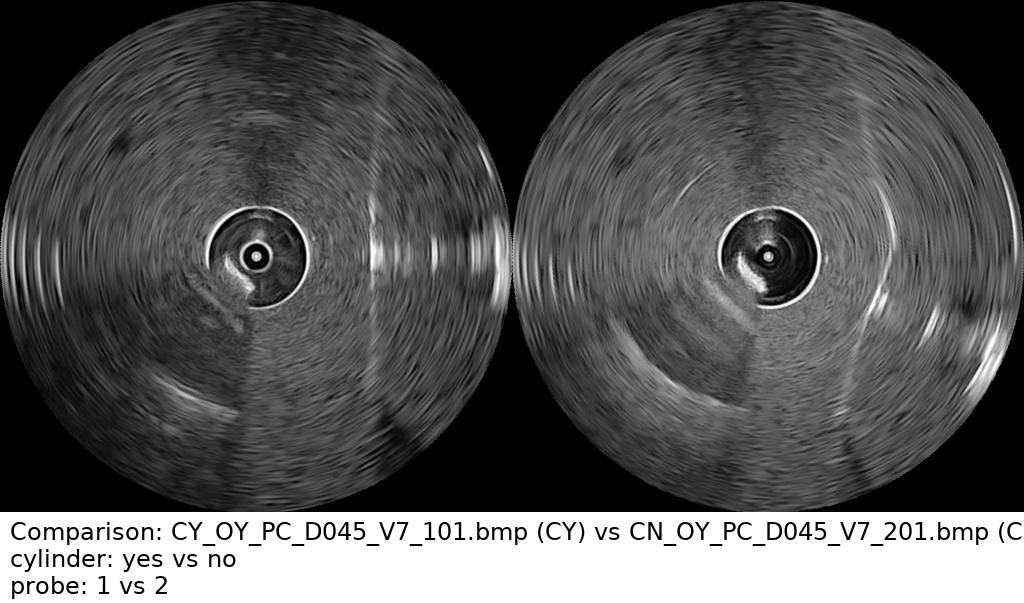 Comparison: CY_OY_PC_D045_V7_101.bmp (CY) vs CN_OY_PC_D045_V7_201.bmp (C
cylinder: yes vs no
probe: 1 vs 2